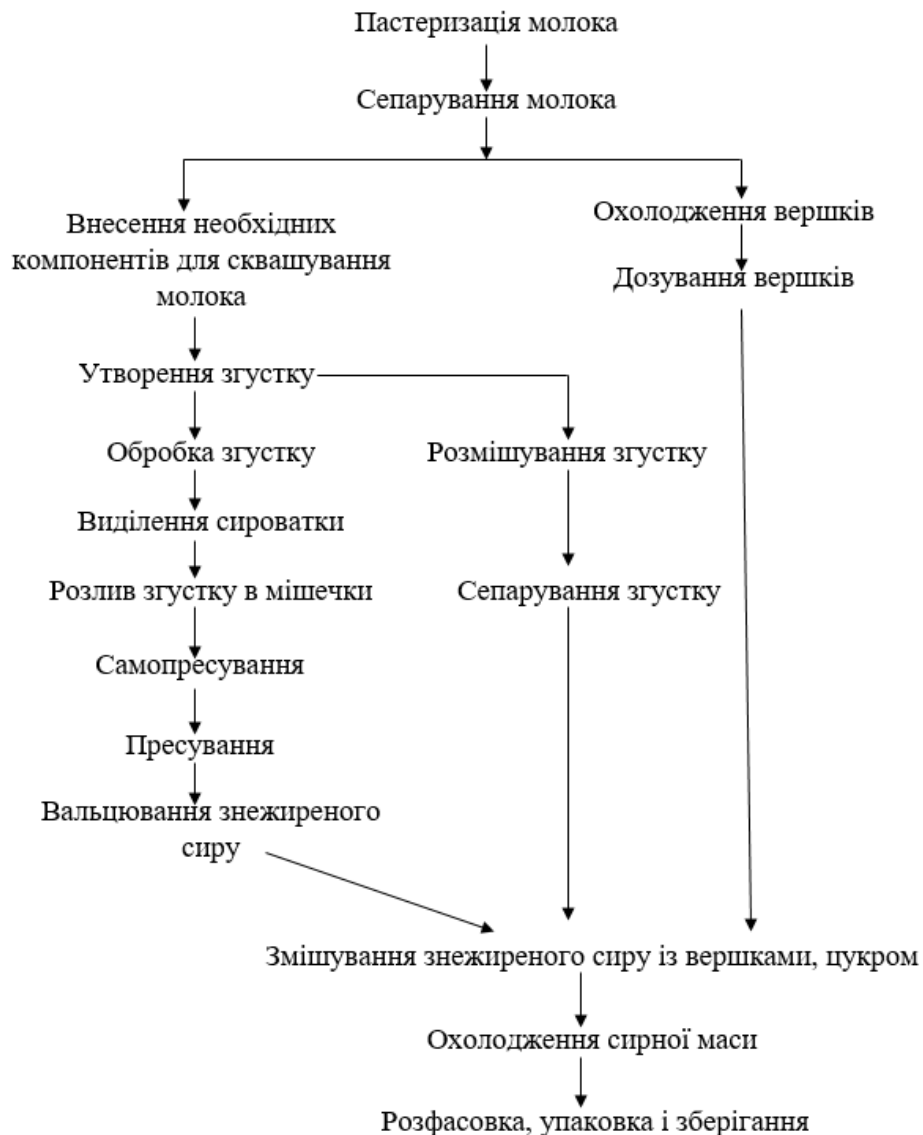 Пастеризація молока
Сепарування молока
Внесення необхідних
компонентів для сквашування
молока
Охолодження вершків
Дозування вершків
Утворення згустку
Обробка згустку
Розмішування згустку
Виділення сироватки
Розлив згустку в мішечки
Сепарування згустку
Самопресування
Пресування
Вальцювання знежиреного
сиру
Змішування знежиреного сиру із вершками, цукром
Охолодження сирної маси
Розфасовка, упаковка і зберігання